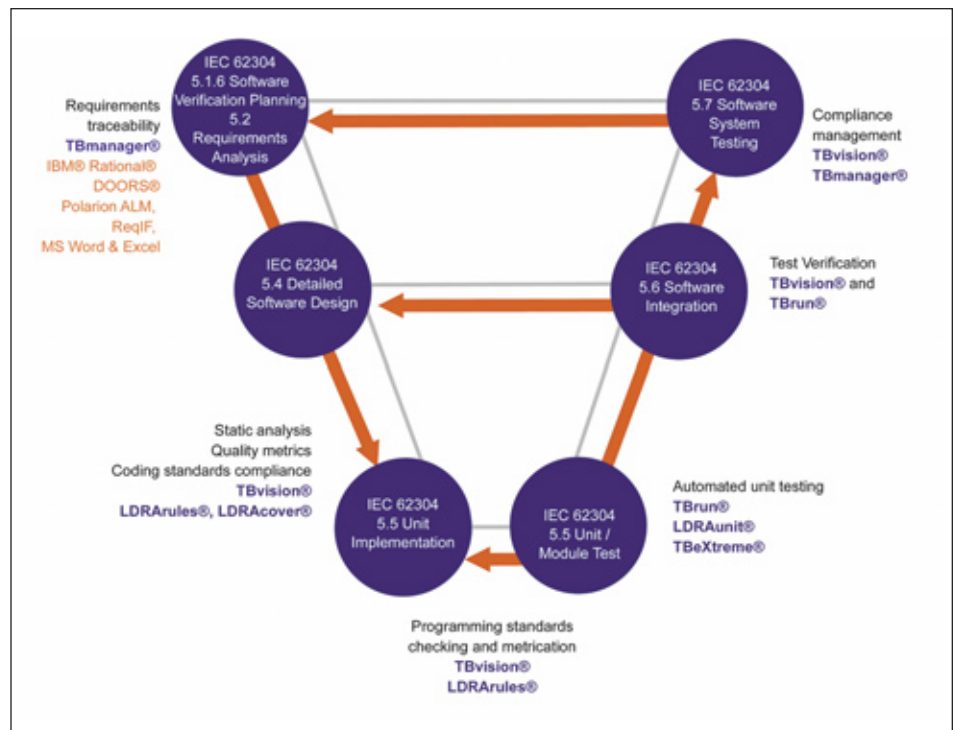 IEC 62304
5.1.6 Software
Verification Planning
5.2
Requirements
Analysis
IEC 62304
5.7 Software
System
Testing
Requirements
traceability
TBmanager®
IBM® Rational®
DOORS®
Polarion ALM,
ReqIF,
MS Word & Excel
Compliance
management
TBvision®
TBmanager®
IEC 62304
5.4 Detailed
Software Design
IEC 62304
5.6 Software
Integration
Test Verification
TBvision® and
TBrun®
Static analysis
Quality metrics
Coding standards compliance
TBvision®
LDRArules®, LDRAcover®
IEC 62304
5.5 Unit
Implementation
IEC 62304
5.5 Unit /
Module Test
Automated unit testing
TBrun®
LDRAunit®
TBeXtreme®
Programming standards
checking and metrication
TBvision®
LDRArules®